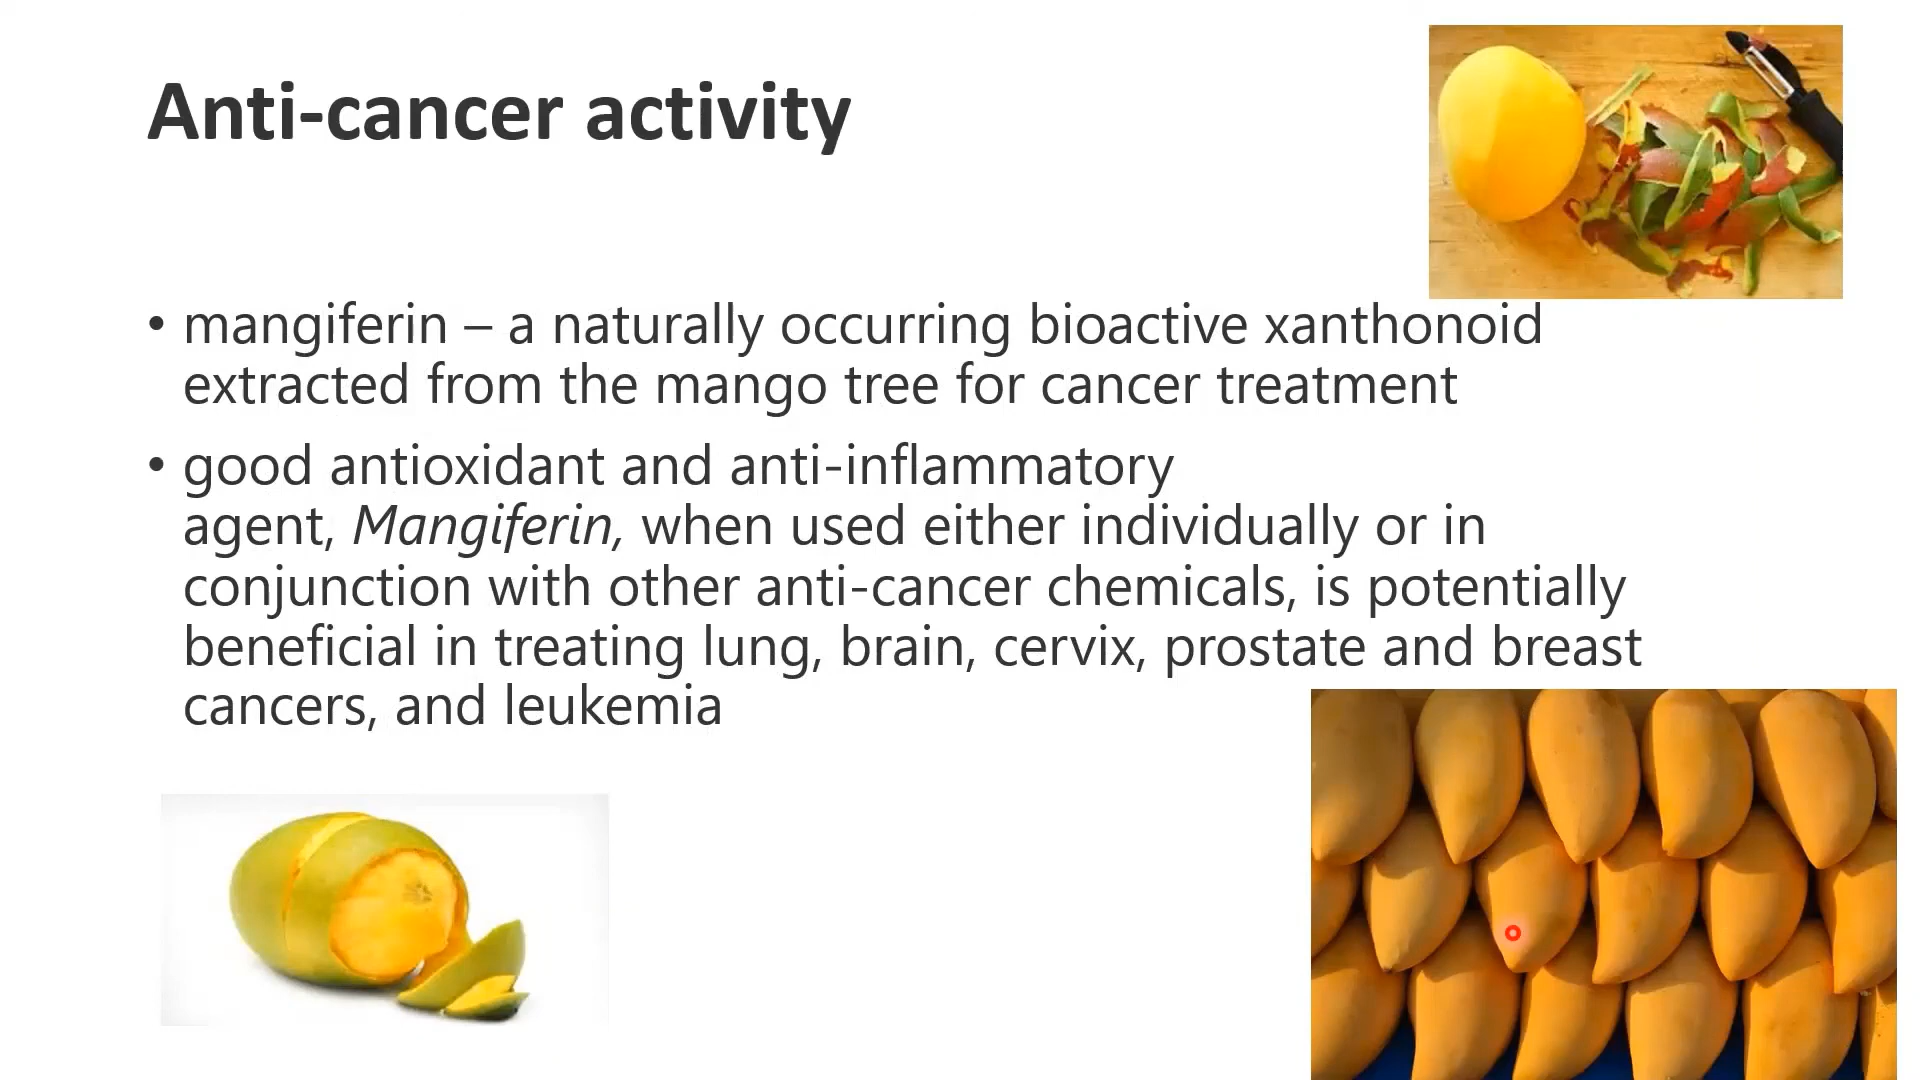 Anti-cancer activity
• mangiferin – a naturally occurring bioactive xanthonoid
extracted from the mango tree for cancer treatment
• good antioxidant and anti-inflammatory
agent, Mangiferin, when used either individually or in
conjunction with other anti-cancer chemicals, is potentially
beneficial in treating lung, brain, cervix, prostate and breast
cancers, and leukemia